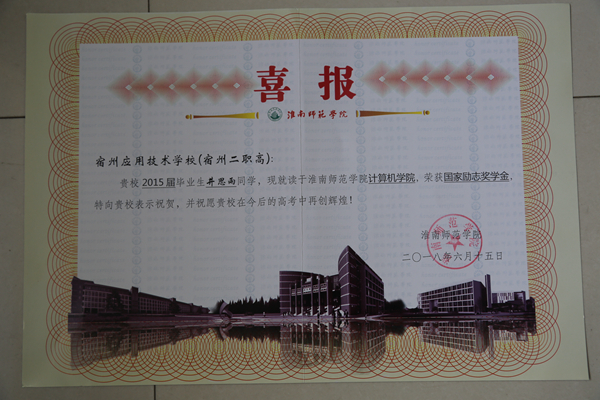 喜报
淮南师范学院
宿州应用技术学校(宿州二职高):
贵校2015届毕业生井思雨同学,现就读于淮南师范学院计算机学院,荣获国家励志奖学金,
特向贵校表示祝贺,并祝愿贵校在今后的高考中再创辉煌!
淮南师范学院
二〇一八年六月十五日